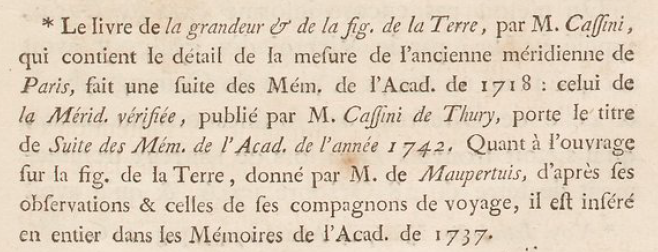 * Le livre de la grandeur & de la fig. de la Terre, par M. Caſſini,
qui contient le détail de la meſure de l'ancienne méridienne de
Paris, fait une ſuite des Mém. de l'Acad. de 1718 : celui de
la Mérid. vérifiée, publié par M. Caſſini de Thury, porte le titre
de Suite des Mém. de l'Acad. de l'année 1742. Quant à l'ouvrage
ſur la fig. de la Terre, donné par M. de Maupertuis, d'après ſes
obſervations & celles de ſes compagnons de voyage, il eſt inſéré
en entier dans les Mémoires de l'Acad. de 1737.